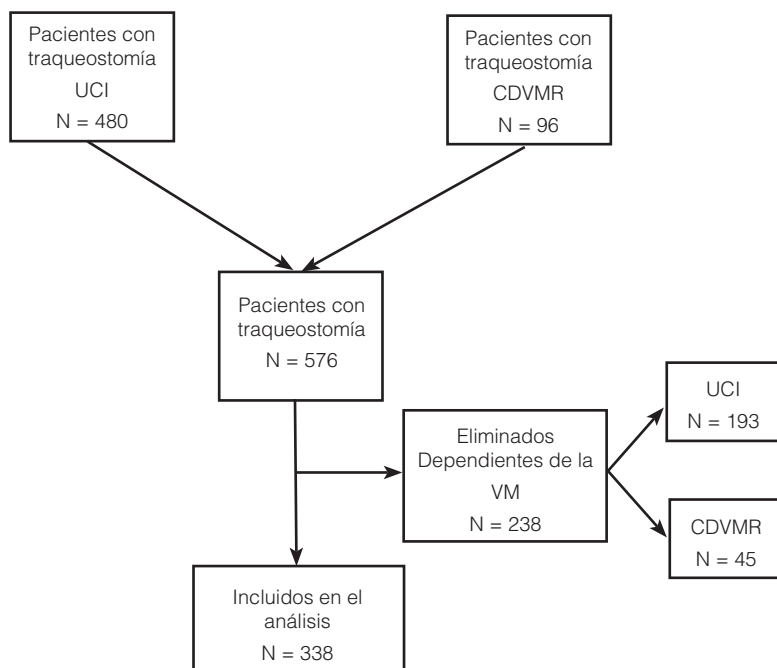 Pacientes con
traqueostomía
UCI
N = 480
Pacientes con
traqueostomía
CDVMR
N = 96
Pacientes con
traqueostomía
N = 576
Eliminados
Dependientes de la
VM
N = 238
UCI
N = 193
CDVMR
N = 45
Incluidos en el
análisis
N = 338